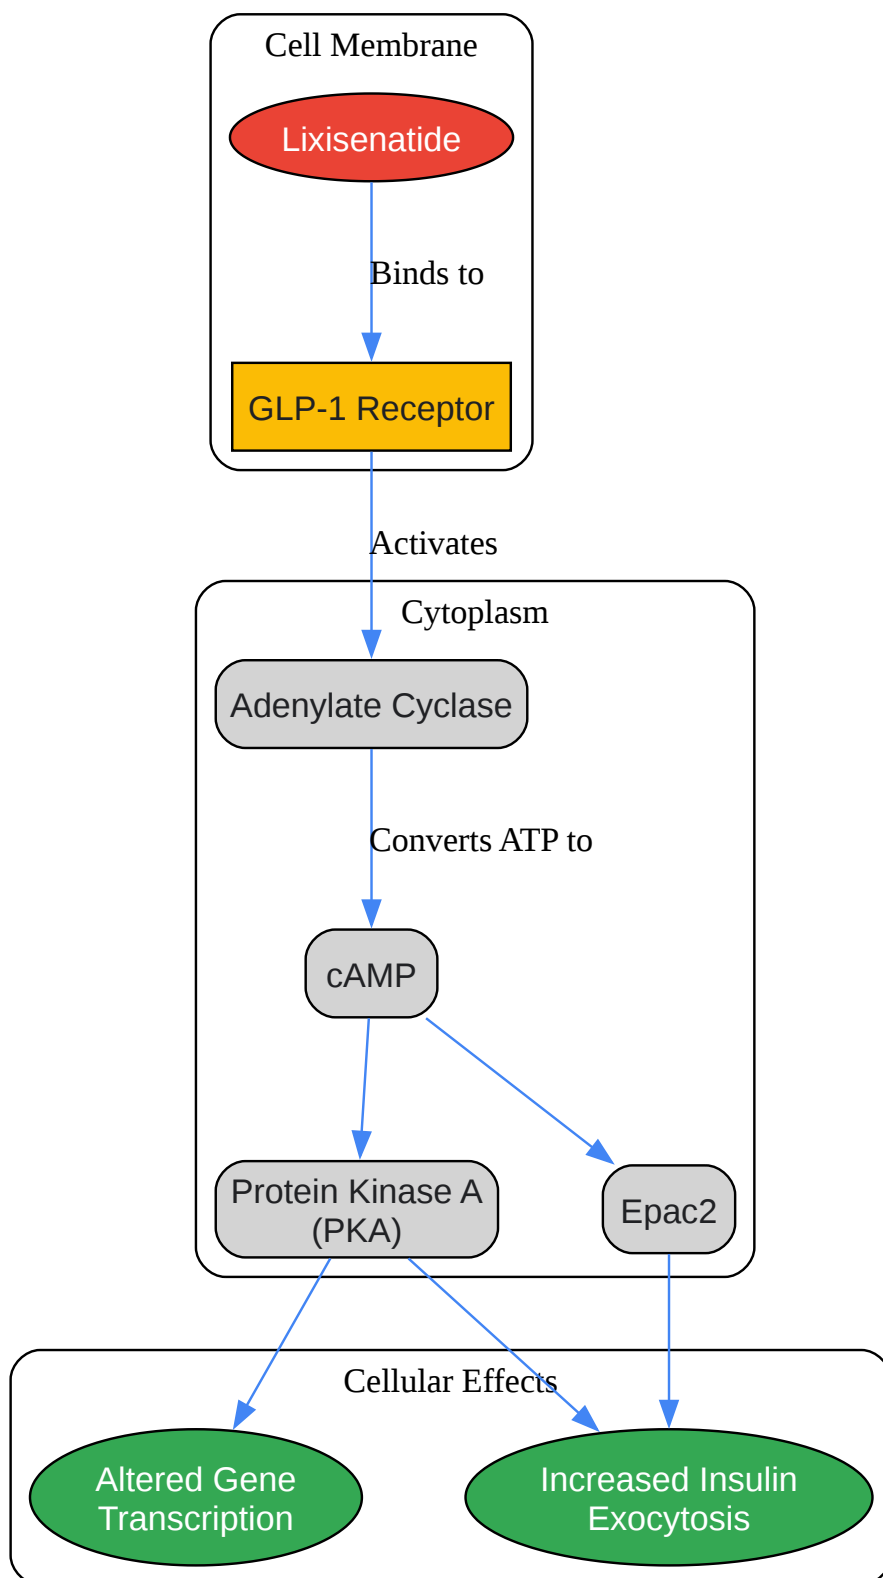 Cell Membrane
Lixisenatide
Binds to
GLP-1 Receptor
Activates
Cytoplasm
Adenylate Cyclase
Converts ATP to
cAMP
Protein Kinase A
(PKA)
Epac2
Cellular Effects
Altered Gene
Transcription
Increased Insulin
Exocytosis